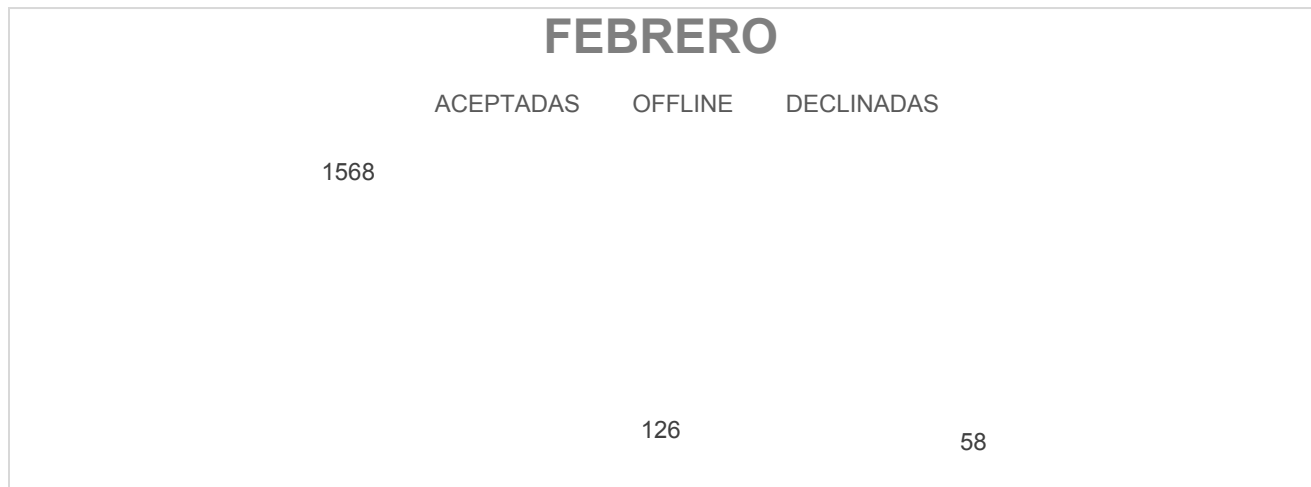 FEBRERO
ACEPTADAS OFFLINE DECLINADAS
1568
126
58